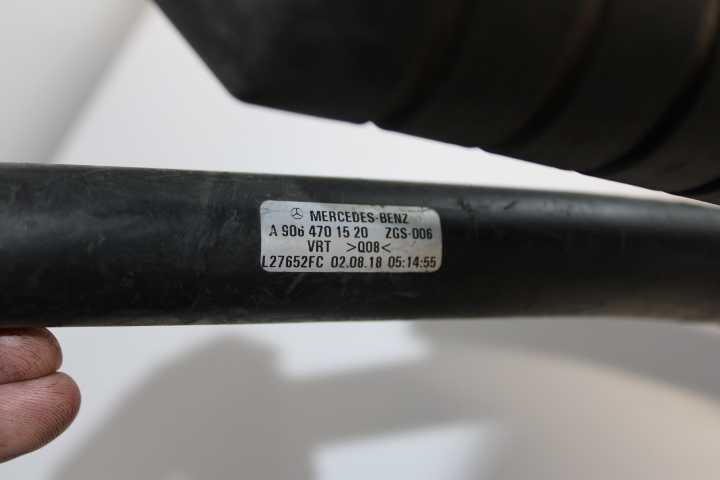 MERCEDES-BENZ
A 906 470 15 20 ZGS-006
VRT >Q08<
L27652FC 02.08.18 05:14:55